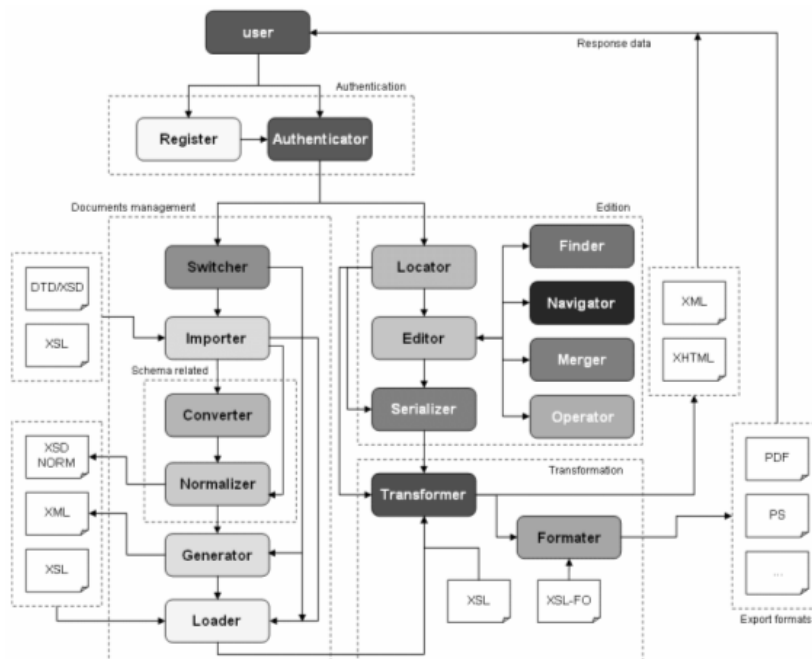 user
Response data
Authentication
Register
Authenticator
Documents management
Edition
Switcher
Locator
Finder
DTD/XSD
XSL
Importer
Editor
Navigator
XML
XHTML
Schema related
Merger
Converter
Serializer
Operator
XSD
NORM
XML
XSL
Normalizer
Transformation
Transformer
PDF
PS
...
Generator
Formater
Loader
XSL
XSL-FO
Export formats